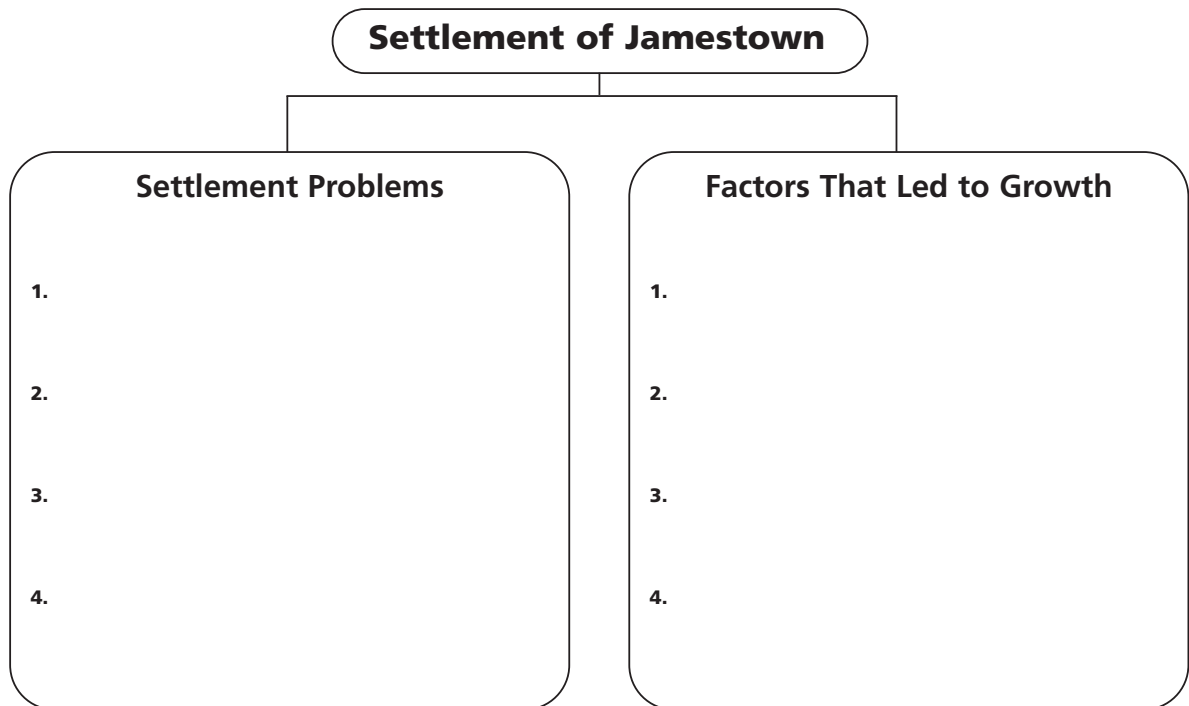 Settlement of Jamestown
Settlement Problems
1.
2.
3.
4.
Factors That Led to Growth
1.
2.
3.
4.